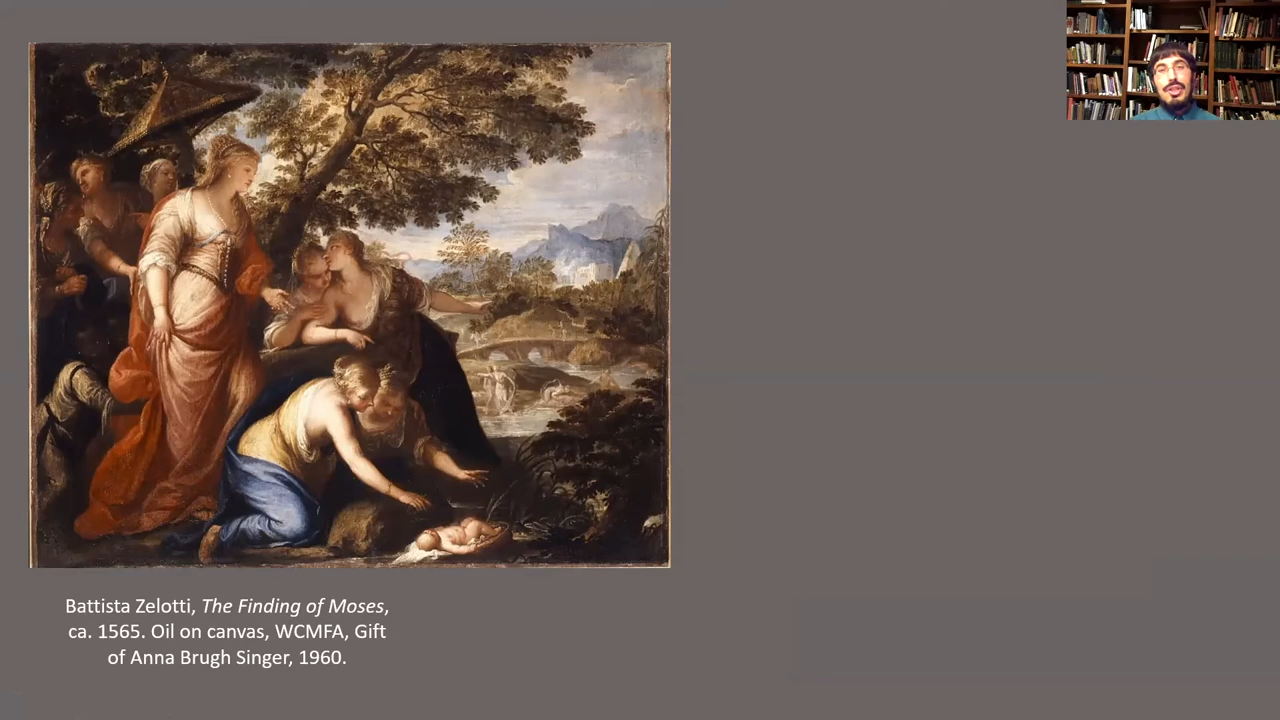 Battista Zelotti, The Finding of Moses,
ca. 1565. Oil on canvas, WCMFA, Gift
of Anna Brugh Singer, 1960.